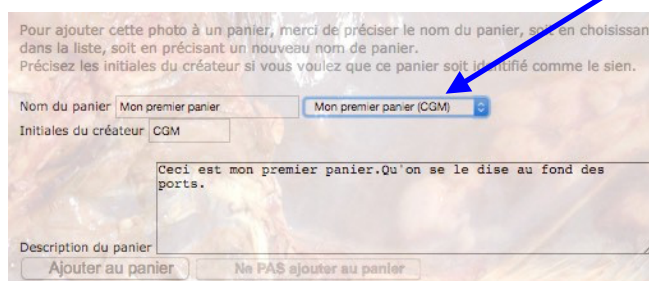 Pour ajouter cette photo à un panier, merci de préciser le nom du panier, soit en choisissan
dans la liste, soit en précisant un nouveau nom de panier.
Précisez les initiales du créateur si vous voulez que ce panier soit identifié comme le sien.
Nom du panier Mon premier panier Mon premier panier (CGM)
Initiales du créateur CGM
Ceci est mon premier panier.Qu'on se le dise au fond des
ports.
Description du panier
Ajouter au panier Ne PAS ajouter au panier